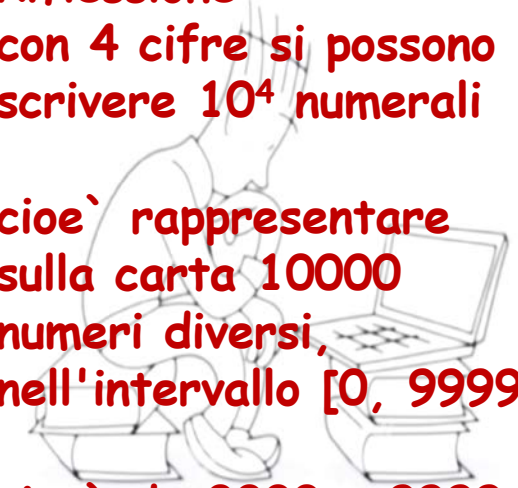 con 4 cifre si possono
scrivere 10⁴ numerali
cioe` rappresentare
sulla carta 10000
numeri diversi,
nell'intervallo [0, 9999